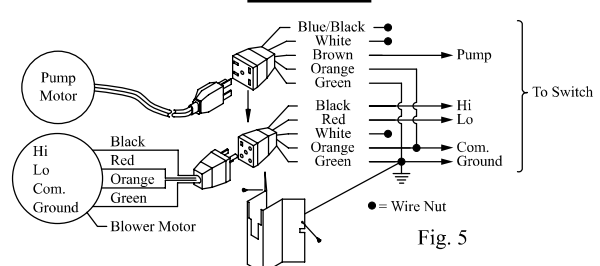 Blue/Black
White
Brown
Orange
Green
Pump
Pump
Motor
To Switch
Black
Red
White
Orange
Green
Hi
Lo
Com.
Ground
Hi
Lo
Com.
Ground
Black
Red
Orange
Green
Blower Motor
= Wire Nut
Fig. 5